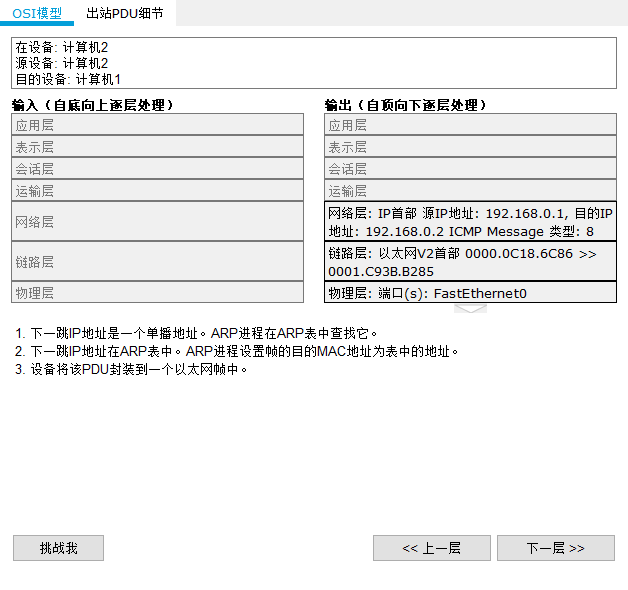 OSI模型 出站PDU细节
在设备: 计算机2
源设备: 计算机2
目的设备: 计算机1
输入（自底向上逐层处理）
应用层
表示层
会话层
运输层
网络层
链路层
物理层
输出（自顶向下逐层处理）
应用层
表示层
会话层
运输层
网络层: IP首部 源IP地址: 192.168.0.1, 目的IP
地址: 192.168.0.2 ICMP Message 类型: 8
链路层: 以太网V2首部 0000.0C18.6C86 >>
0001.C93B.B285
物理层: 端口(s): FastEthernet0
1. 下一跳IP地址是一个单播地址。ARP进程在ARP表中查找它。
2. 下一跳IP地址在ARP表中。ARP进程设置帧的目的MAC地址为表中的地址。
3. 设备将该PDU封装到一个以太网帧中。
挑战我 << 上一层 下一层 >>